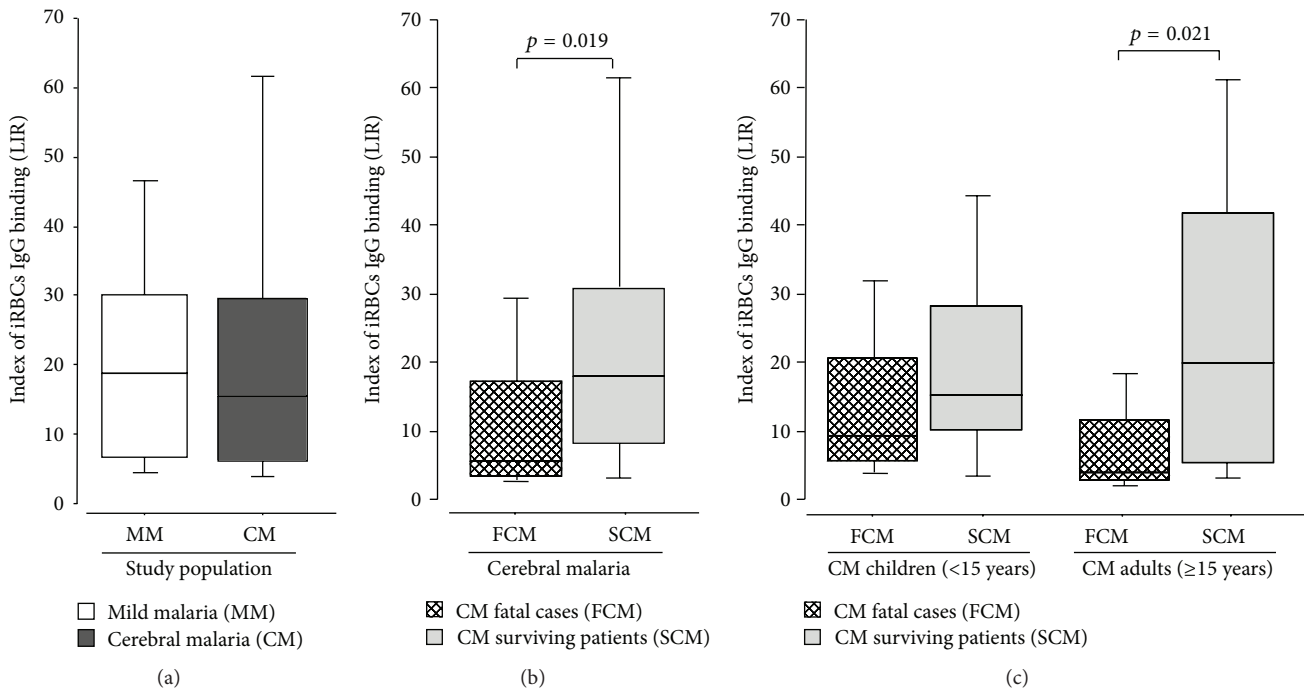 70
60
50
40
30
20
10
0
Index of iRBCs IgG binding (LIR)
MM CM
Study population
Mild malaria (MM)
Cerebral malaria (CM)
(a)
70
60
50
40
30
20
10
0
Index of iRBCs IgG binding (LIR)
p = 0.019
FCM SCM
Cerebral malaria
CM fatal cases (FCM)
CM surviving patients (SCM)
(b)
70
60
50
40
30
20
10
0
Index of iRBCs IgG binding (LIR)
p = 0.021
FCM SCM FCM SCM
CM children (<15 years) CM adults (≥15 years)
CM fatal cases (FCM)
CM surviving patients (SCM)
(c)